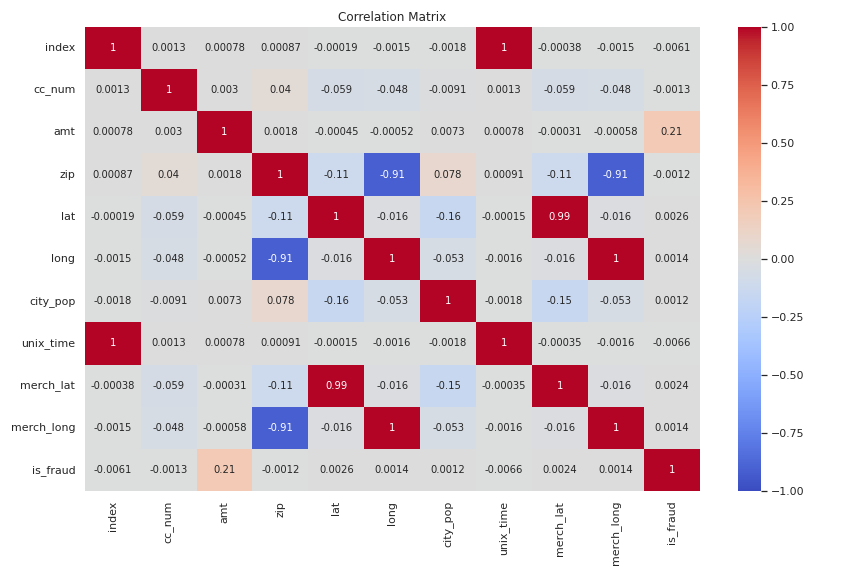 Correlation Matrix
index 1 0.0013 0.00078 0.00087 -0.00019 -0.0015 -0.0018 1 -0.00038 -0.0015 -0.0061
cc_num 0.0013 1 0.003 0.04 -0.059 -0.048 -0.0091 0.0013 -0.059 -0.048 -0.0013
amt 0.00078 0.003 1 0.0018 -0.00045 -0.00052 0.0073 0.00078 -0.00031 -0.00058 0.21
zip 0.00087 0.04 0.0018 1 -0.11 -0.91 0.078 0.00091 -0.11 -0.91 -0.0012
lat -0.00019 -0.059 -0.00045 -0.11 1 -0.016 -0.16 -0.00015 0.99 -0.016 0.0026
long -0.0015 -0.048 -0.00052 -0.91 -0.016 1 -0.053 -0.0016 -0.016 1 0.0014
city_pop -0.0018 -0.0091 0.0073 0.078 -0.16 -0.053 1 -0.0018 -0.15 -0.053 0.0012
unix_time 1 0.0013 0.00078 0.00091 -0.00015 -0.0016 -0.0018 1 -0.00035 -0.0016 -0.0066
merch_lat -0.00038 -0.059 -0.00031 -0.11 0.99 -0.016 -0.15 -0.00035 1 -0.016 0.0024
merch_long -0.0015 -0.048 -0.00058 -0.91 -0.016 1 -0.053 -0.0016 -0.016 1 0.0014
is_fraud -0.0061 -0.0013 0.21 -0.0012 0.0026 0.0014 0.0012 -0.0066 0.0024 0.0014 1
index cc_num amt zip lat long city_pop unix_time merch_lat merch_long is_fraud
1.00
0.75
0.50
0.25
0.00
−0.25
−0.50
−0.75
−1.00